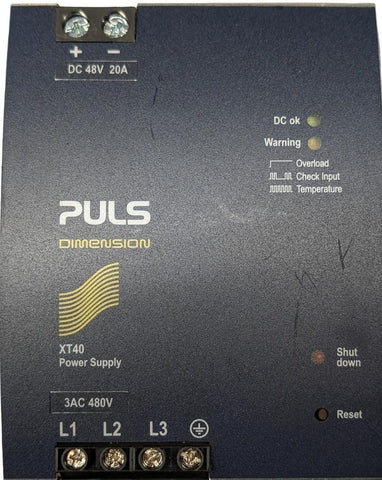 + −
DC 48V 20A
DC ok
Warning
Overload
Check Input
Temperature
PULS
DIMENSION
XT40
Power Supply
Shut
down
3AC 480V
Reset
L1 L2 L3